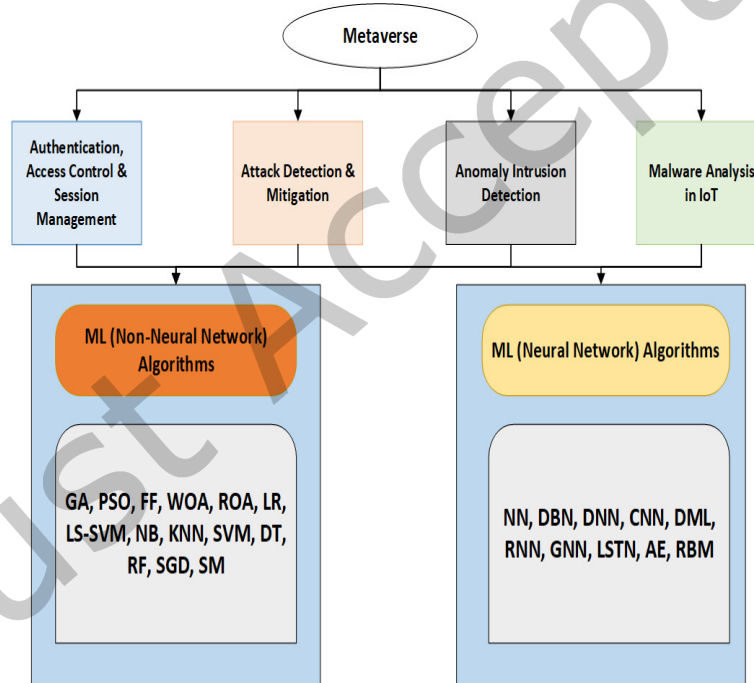 Metaverse
Authentication,
Access Control &
Session
Management
Attack Detection &
Mitigation
Anomaly Intrusion
Detection
Malware Analysis
in IoT
ML (Non-Neural Network)
Algorithms
GA, PSO, FF, WOA, ROA, LR,
LS-SVM, NB, KNN, SVM, DT,
RF, SGD, SM
ML (Neural Network) Algorithms
NN, DBN, DNN, CNN, DML,
RNN, GNN, LSTN, AE, RBM
ust Accept